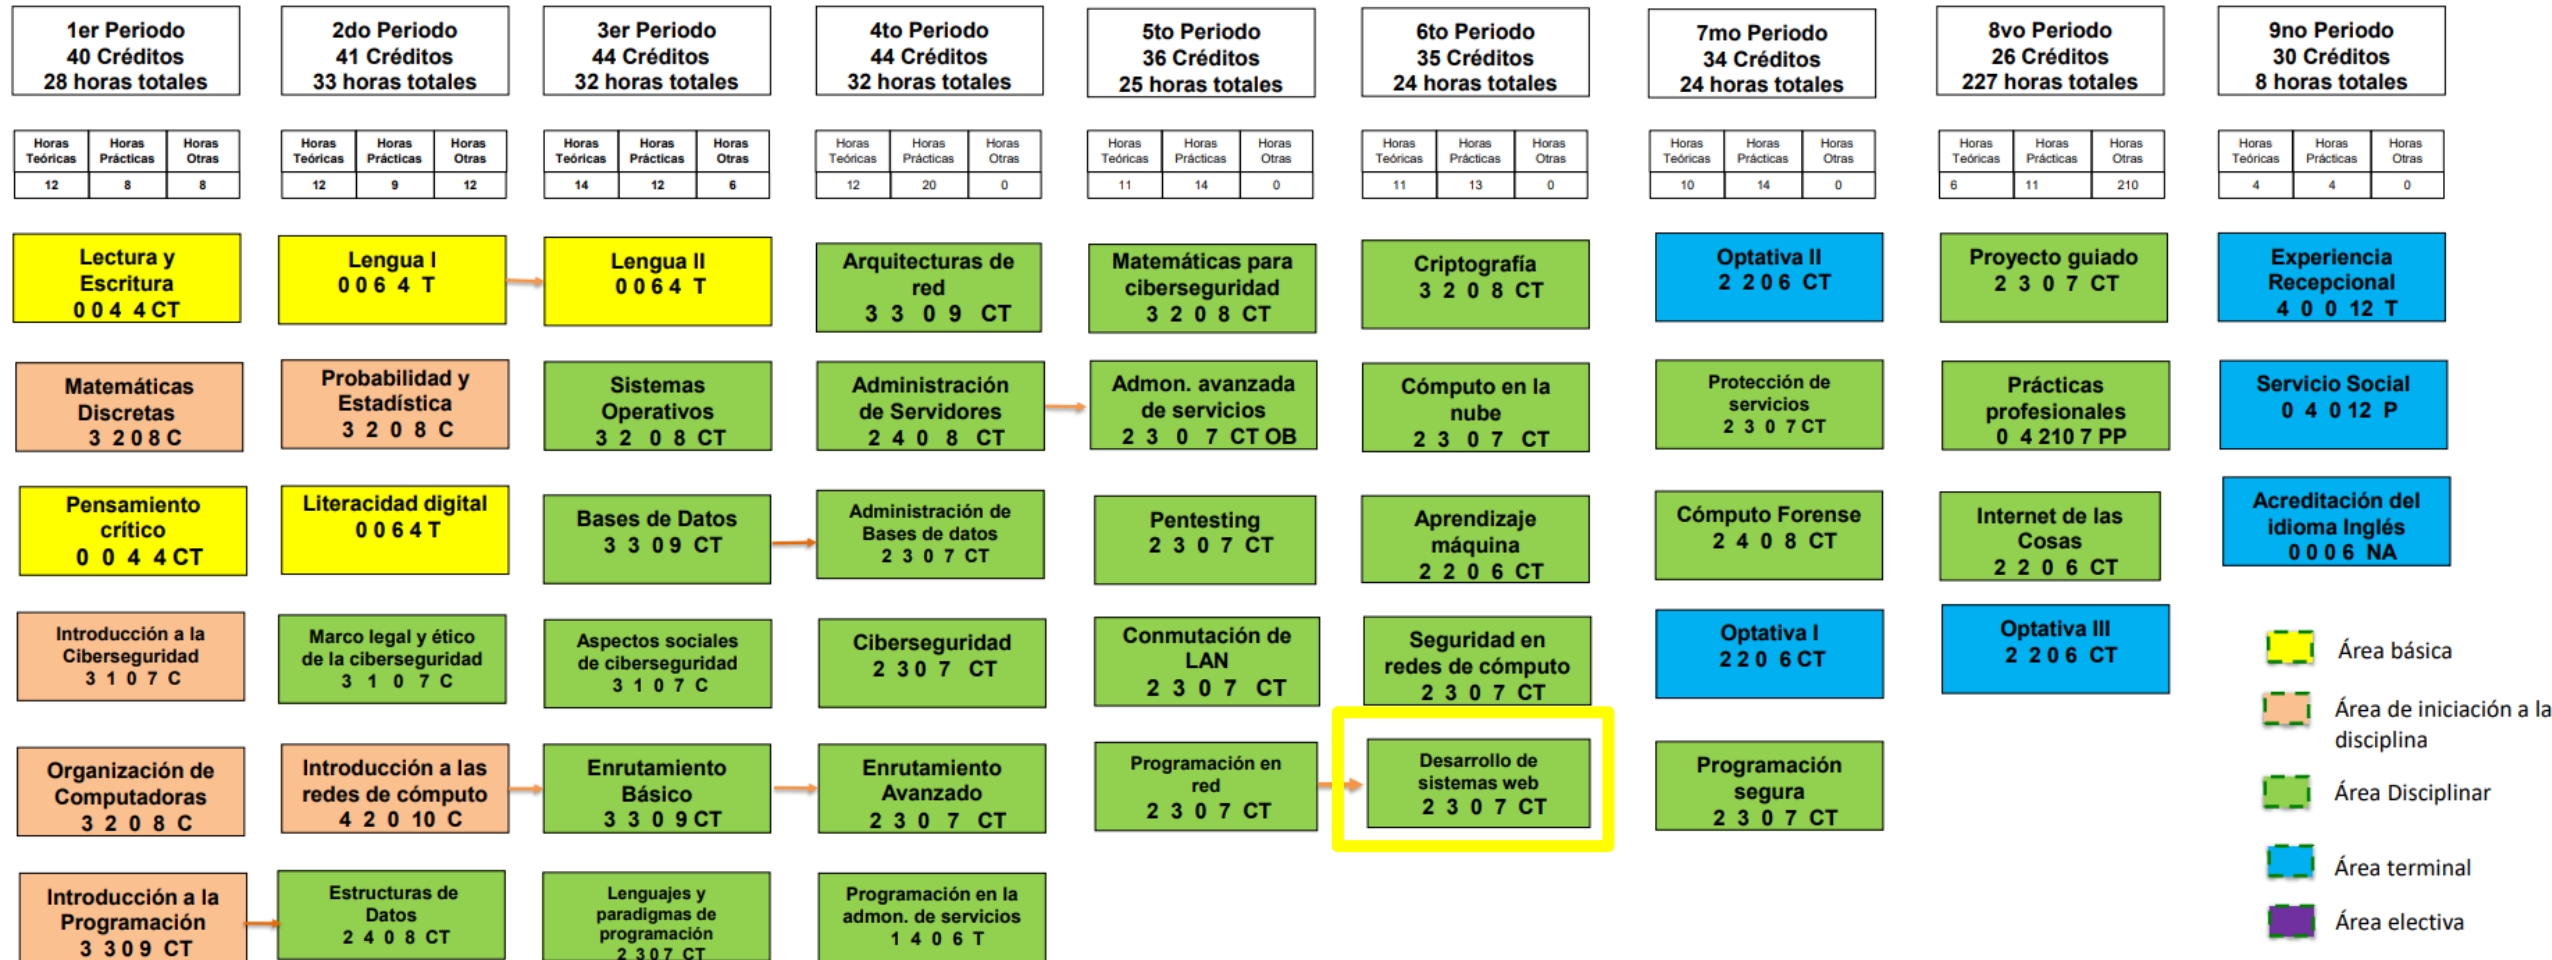 1er Periodo
40 Créditos
28 horas totales
2do Periodo
41 Créditos
33 horas totales
3er Periodo
44 Créditos
32 horas totales
4to Periodo
44 Créditos
32 horas totales
5to Periodo
36 Créditos
25 horas totales
6to Periodo
35 Créditos
24 horas totales
7mo Periodo
34 Créditos
24 horas totales
8vo Periodo
26 Créditos
227 horas totales
9no Periodo
30 Créditos
8 horas totales
Horas Teóricas Horas Prácticas Horas Otras
12 8 8
Horas Teóricas Horas Prácticas Horas Otras
12 9 12
Horas Teóricas Horas Prácticas Horas Otras
14 12 6
Horas Teóricas Horas Prácticas Horas Otras
12 20 0
Horas Teóricas Horas Prácticas Horas Otras
11 14 0
Horas Teóricas Horas Prácticas Horas Otras
11 13 0
Horas Teóricas Horas Prácticas Horas Otras
10 14 0
Horas Teóricas Horas Prácticas Horas Otras
6 11 210
Horas Teóricas Horas Prácticas Horas Otras
4 4 0
Lectura y
Escritura
0 0 4 4 CT
Lengua I
0 0 6 4 T
Lengua II
0 0 6 4 T
Arquitecturas de
red
3 3 0 9 CT
Matemáticas para
ciberseguridad
3 2 0 8 CT
Criptografía
3 2 0 8 CT
Optativa II
2 2 0 6 CT
Proyecto guiado
2 3 0 7 CT
Experiencia
Recepcional
4 0 0 12 T
Matemáticas
Discretas
3 2 0 8 C
Probabilidad y
Estadística
3 2 0 8 C
Sistemas
Operativos
3 2 0 8 CT
Administración
de Servidores
2 4 0 8 CT
Admon. avanzada
de servicios
2 3 0 7 CT OB
Cómputo en la
nube
2 3 0 7 CT
Protección de
servicios
2 3 0 7 CT
Prácticas
profesionales
0 4 210 7 PP
Servicio Social
0 4 0 12 P
Pensamiento
crítico
0 0 4 4 CT
Literacidad digital
0 0 6 4 T
Bases de Datos
3 3 0 9 CT
Administración de
Bases de datos
2 3 0 7 CT
Pentesting
2 3 0 7 CT
Aprendizaje
máquina
2 2 0 6 CT
Cómputo Forense
2 4 0 8 CT
Internet de las
Cosas
2 2 0 6 CT
Acreditación del
idioma Inglés
0 0 0 6 NA
Introducción a la
Ciberseguridad
3 1 0 7 C
Marco legal y ético
de la ciberseguridad
3 1 0 7 C
Aspectos sociales
de ciberseguridad
3 1 0 7 C
Ciberseguridad
2 3 0 7 CT
Conmutación de
LAN
2 3 0 7 CT
Seguridad en
redes de cómputo
2 3 0 7 CT
Optativa I
2 2 0 6 CT
Optativa III
2 2 0 6 CT
Organización de
Computadoras
3 2 0 8 C
Introducción a las
redes de cómputo
4 2 0 10 C
Enrutamiento
Básico
3 3 0 9 CT
Enrutamiento
Avanzado
2 3 0 7 CT
Programación en
red
2 3 0 7 CT
Desarrollo de
sistemas web
2 3 0 7 CT
Programación
segura
2 3 0 7 CT
Introducción a la
Programación
3 3 0 9 CT
Estructuras de
Datos
2 4 0 8 CT
Lenguajes y
paradigmas de
programación
2 3 0 7 CT
Programación en la
admon. de servicios
1 4 0 6 T
Área básica
Área de iniciación a la
disciplina
Área Disciplinar
Área terminal
Área electiva